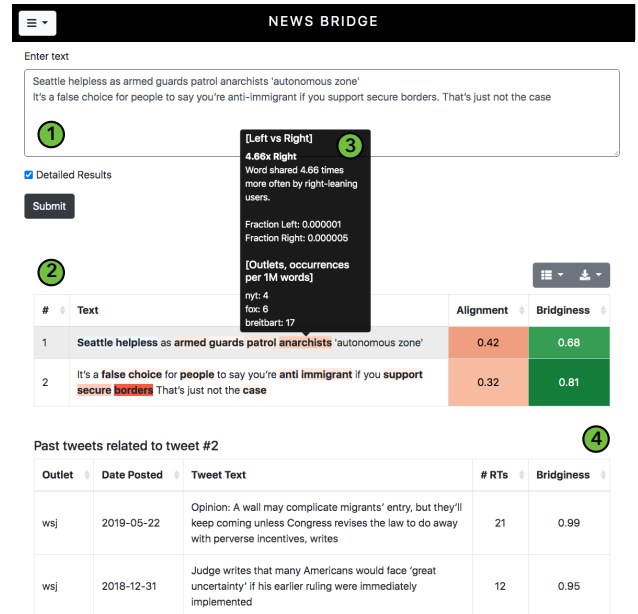 NEWS BRIDGE
Enter text
Seattle helpless as armed guards patrol anarchists 'autonomous zone'
It's a false choice for people to say you're anti-immigrant if you support secure borders. That's just not the case
1
Detailed Results
Submit
3
[Left vs Right]
4.66x Right
Word shared 4.66 times
more often by right-leaning
users.
Fraction Left: 0.000001
Fraction Right: 0.000005
[Outlets, occurrences
per 1M words]
nyt: 4
fox: 6
breitbart: 17
2
# Text Alignment Bridginess
1 Seattle helpless as armed guards patrol anarchists 'autonomous zone' 0.42 0.68
It's a false choice for people to say you're anti immigrant if you support
2 0.32 0.81
secure borders That's just not the case
4
Past tweets related to tweet #2
Outlet Date Posted Tweet Text # RTs Bridginess
Opinion: A wall may complicate migrants' entry, but they'll
wsj 2019-05-22 keep coming unless Congress revises the law to do away 21 0.99
with perverse incentives, writes
Judge writes that many Americans would face 'great
wsj 2018-12-31 uncertainty' if his earlier ruling were immediately 12 0.95
implemented